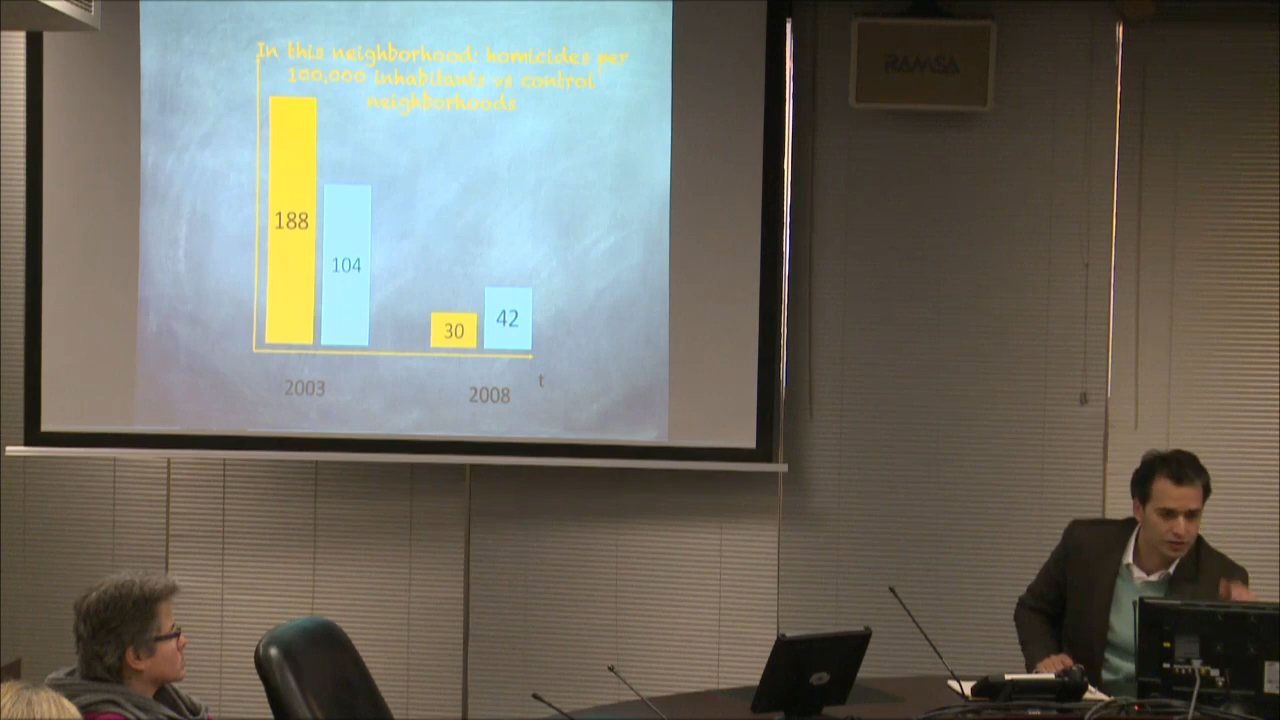 In this neighborhood: homicides per
100,000 inhabitants vs control
neighborhoods
188
104
30
42
2003
2008
t
RAMSA